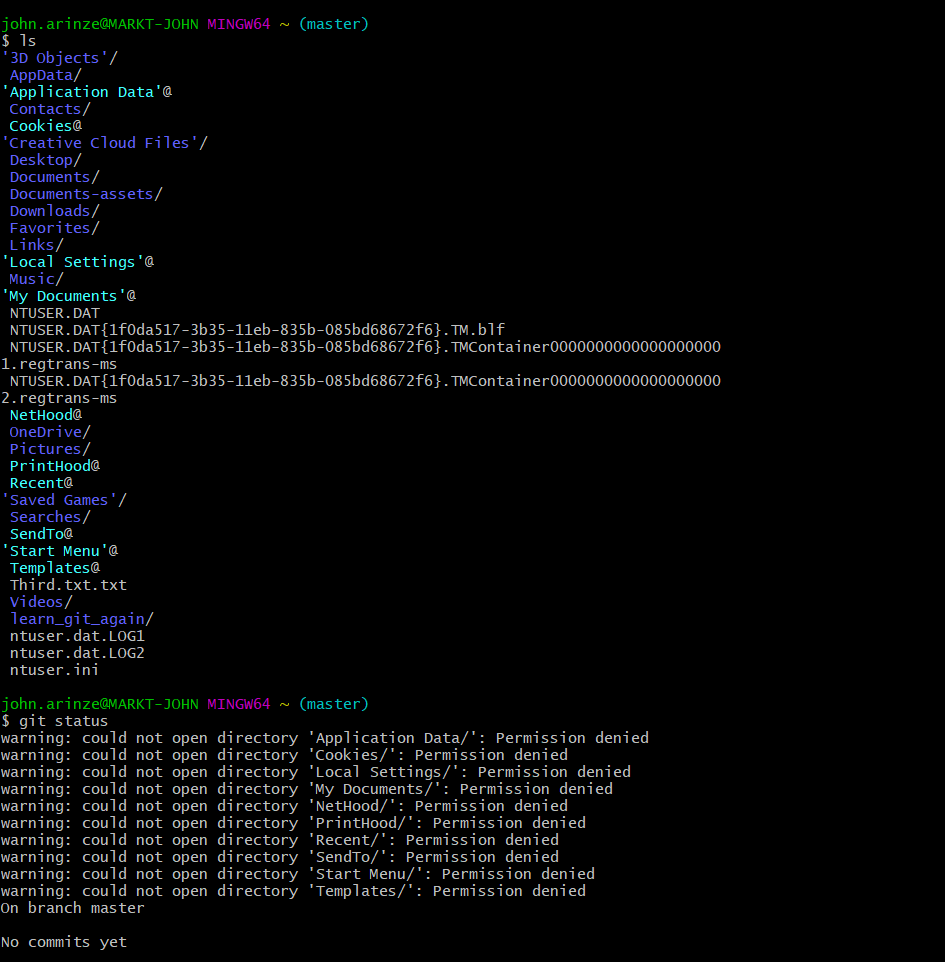 john.arinze@MARKT-JOHN MINGW64 ~ (master)
$ ls
'3D Objects'/
AppData/
'Application Data'@
Contacts/
Cookies@
'Creative Cloud Files'/
Desktop/
Documents/
Documents-assets/
Downloads/
Favorites/
Links/
'Local Settings'@
Music/
'My Documents'@
NTUSER.DAT
NTUSER.DAT{1f0da517-3b35-11eb-835b-085bd68672f6}.TM.blf
NTUSER.DAT{1f0da517-3b35-11eb-835b-085bd68672f6}.TMContainer0000000000000000000
1.regtrans-ms
NTUSER.DAT{1f0da517-3b35-11eb-835b-085bd68672f6}.TMContainer0000000000000000000
2.regtrans-ms
NetHood@
OneDrive/
Pictures/
PrintHood@
Recent@
'Saved Games'/
Searches/
SendTo@
'Start Menu'@
Templates@
Third.txt.txt
Videos/
learn_git_again/
ntuser.dat.LOG1
ntuser.dat.LOG2
ntuser.ini
john.arinze@MARKT-JOHN MINGW64 ~ (master)
$ git status
warning: could not open directory 'Application Data/': Permission denied
warning: could not open directory 'Cookies/': Permission denied
warning: could not open directory 'Local Settings/': Permission denied
warning: could not open directory 'My Documents/': Permission denied
warning: could not open directory 'NetHood/': Permission denied
warning: could not open directory 'PrintHood/': Permission denied
warning: could not open directory 'Recent/': Permission denied
warning: could not open directory 'SendTo/': Permission denied
warning: could not open directory 'Start Menu/': Permission denied
warning: could not open directory 'Templates/': Permission denied
On branch master
No commits yet